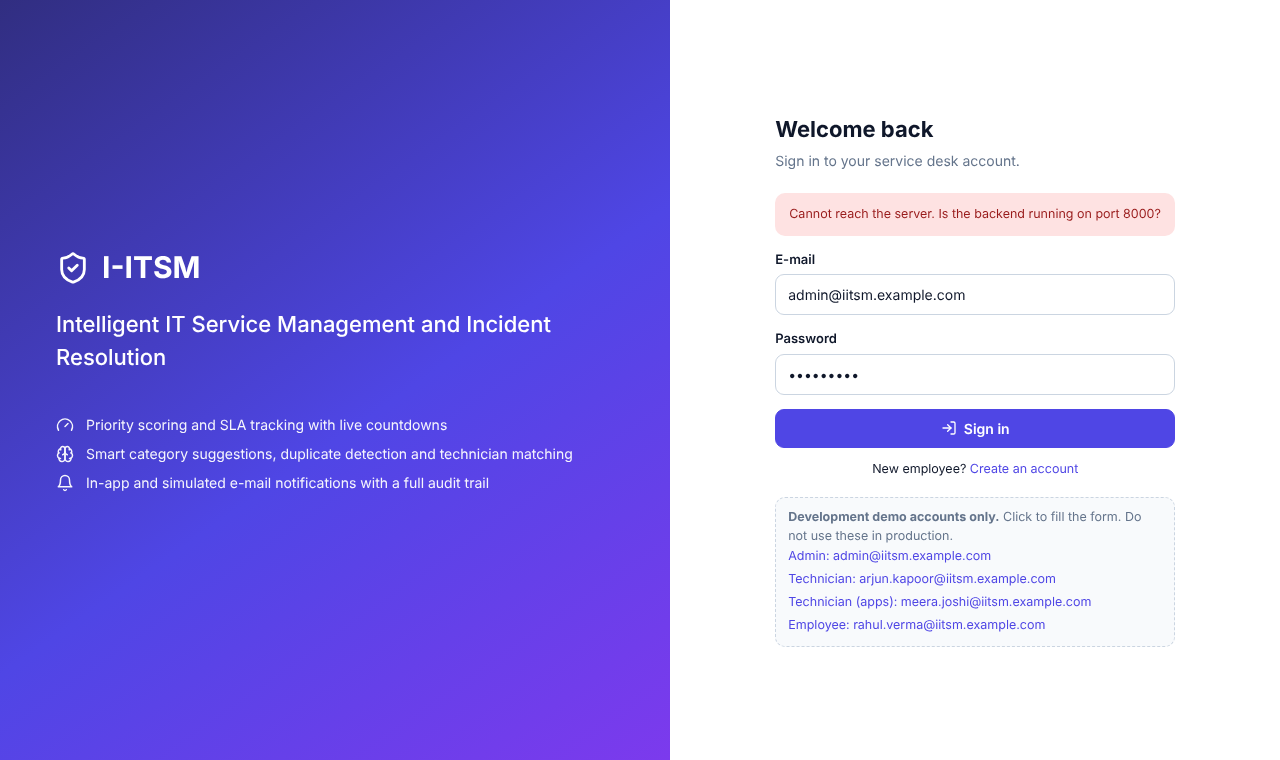 I-ITSM
Intelligent IT Service Management and Incident
Resolution
Priority scoring and SLA tracking with live countdowns
Smart category suggestions, duplicate detection and technician matching
In-app and simulated e-mail notifications with a full audit trail
Welcome back
Sign in to your service desk account.
Cannot reach the server. Is the backend running on port 8000?
E-mail
admin@iitsm.example.com
Password
•••••••••
Sign in
New employee? Create an account
Development demo accounts only. Click to fill the form. Do
not use these in production.
Admin: admin@iitsm.example.com
Technician: arjun.kapoor@iitsm.example.com
Technician (apps): meera.joshi@iitsm.example.com
Employee: rahul.verma@iitsm.example.com